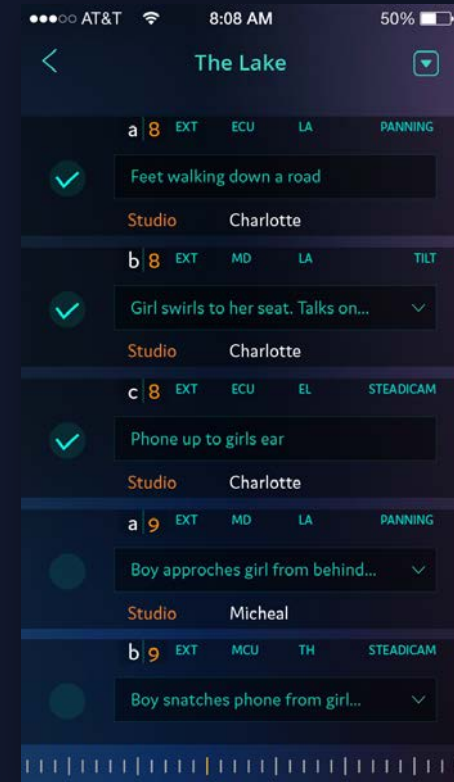 AT&T 8:08 AM 50%
The Lake
a 8 EXT ECU LA PANNING
Feet walking down a road
Studio Charlotte
b 8 EXT MD LA TILT
Girl swirls to her seat. Talks on...
Studio Charlotte
c 8 EXT ECU EL STEADICAM
Phone up to girls ear
Studio Charlotte
a 9 EXT MD LA PANNING
Boy approches girl from behind...
Studio Micheal
b 9 EXT MCU TH STEADICAM
Boy snatches phone from girl...